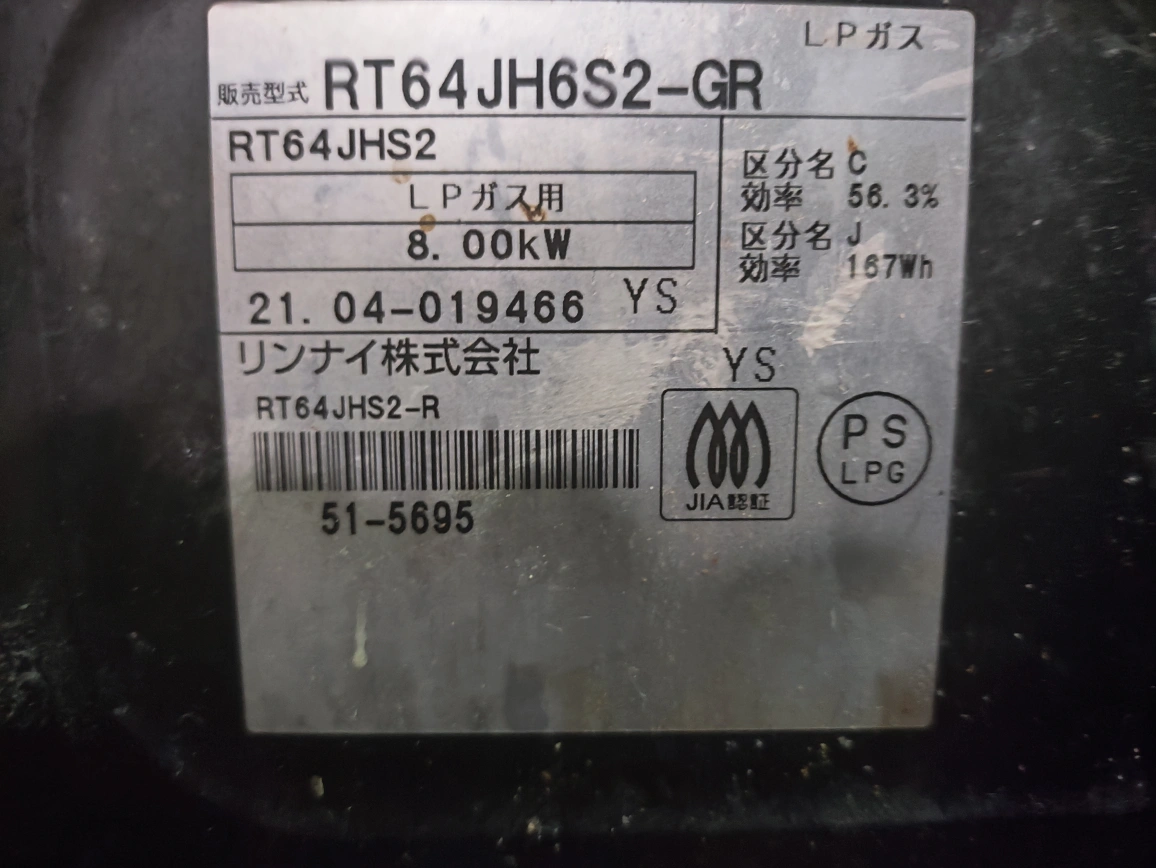 LPガス
販売型式 RT64JH6S2-GR
RT64JHS2
LPガス用
8.00kW
21.04-019466 YS
区分名 C
効率 56.3%
区分名 J
効率 167Wh
リンナイ株式会社
YS
RT64JHS2-R
51-5695
JIA認証
PS
LPG